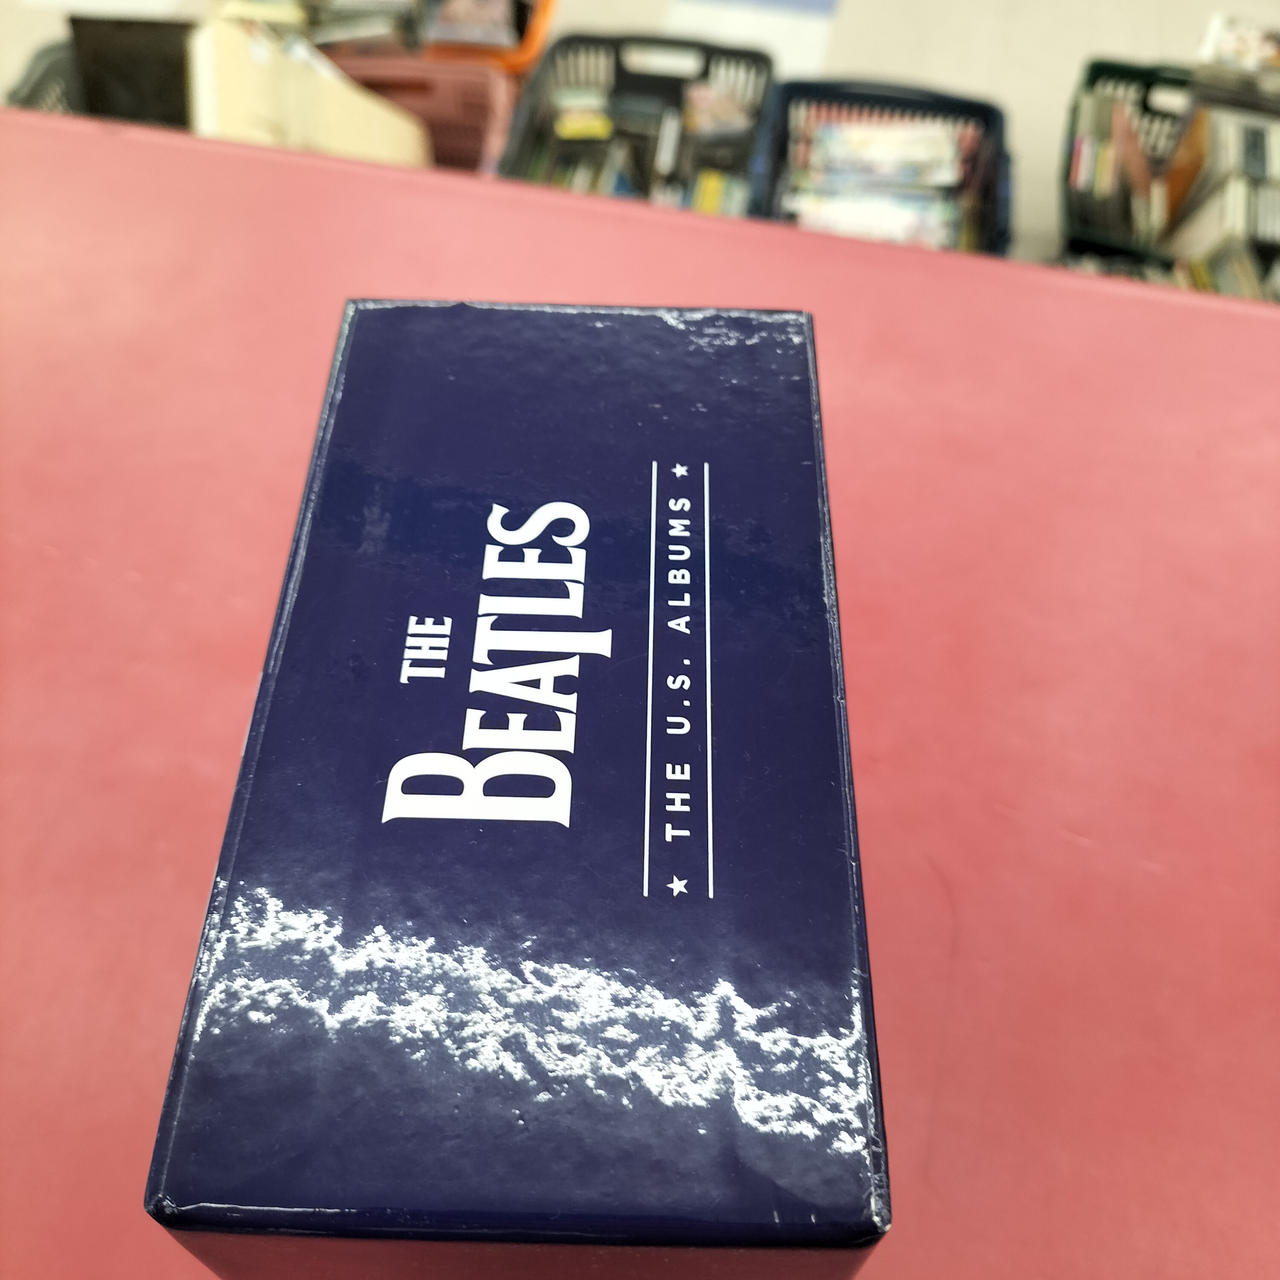 THE
BEATLES
★ THE U.S. ALBUMS ★